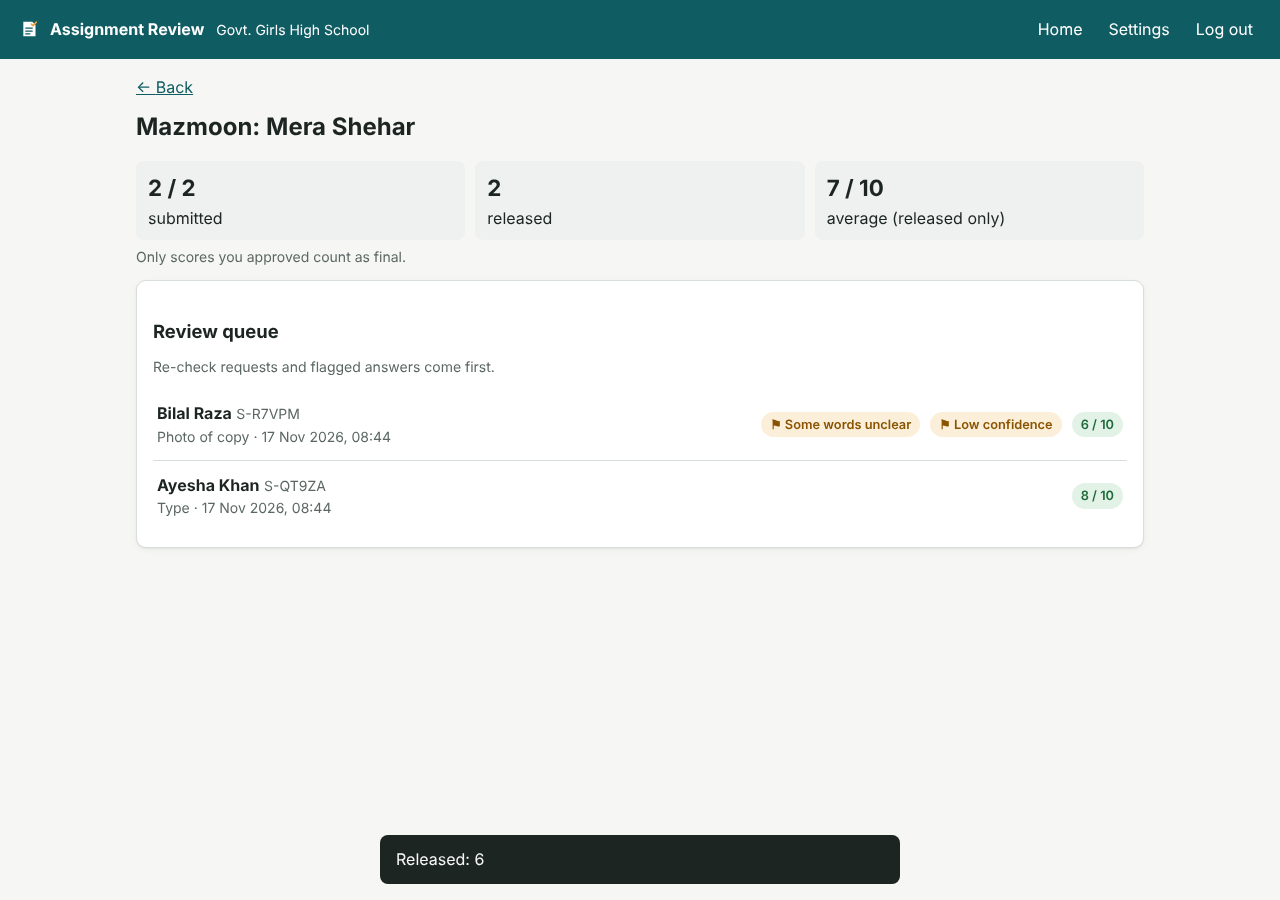 Assignment Review Govt. Girls High School Home Settings Log out
← Back
Mazmoon: Mera Shehar
2 / 2
submitted
2
released
7 / 10
average (released only)
Only scores you approved count as final.
Review queue
Re-check requests and flagged answers come first.
Bilal Raza S-R7VPM
Photo of copy · 17 Nov 2026, 08:44
⚑ Some words unclear ⚑ Low confidence 6 / 10
Ayesha Khan S-QT9ZA
Type · 17 Nov 2026, 08:44
8 / 10
Released: 6